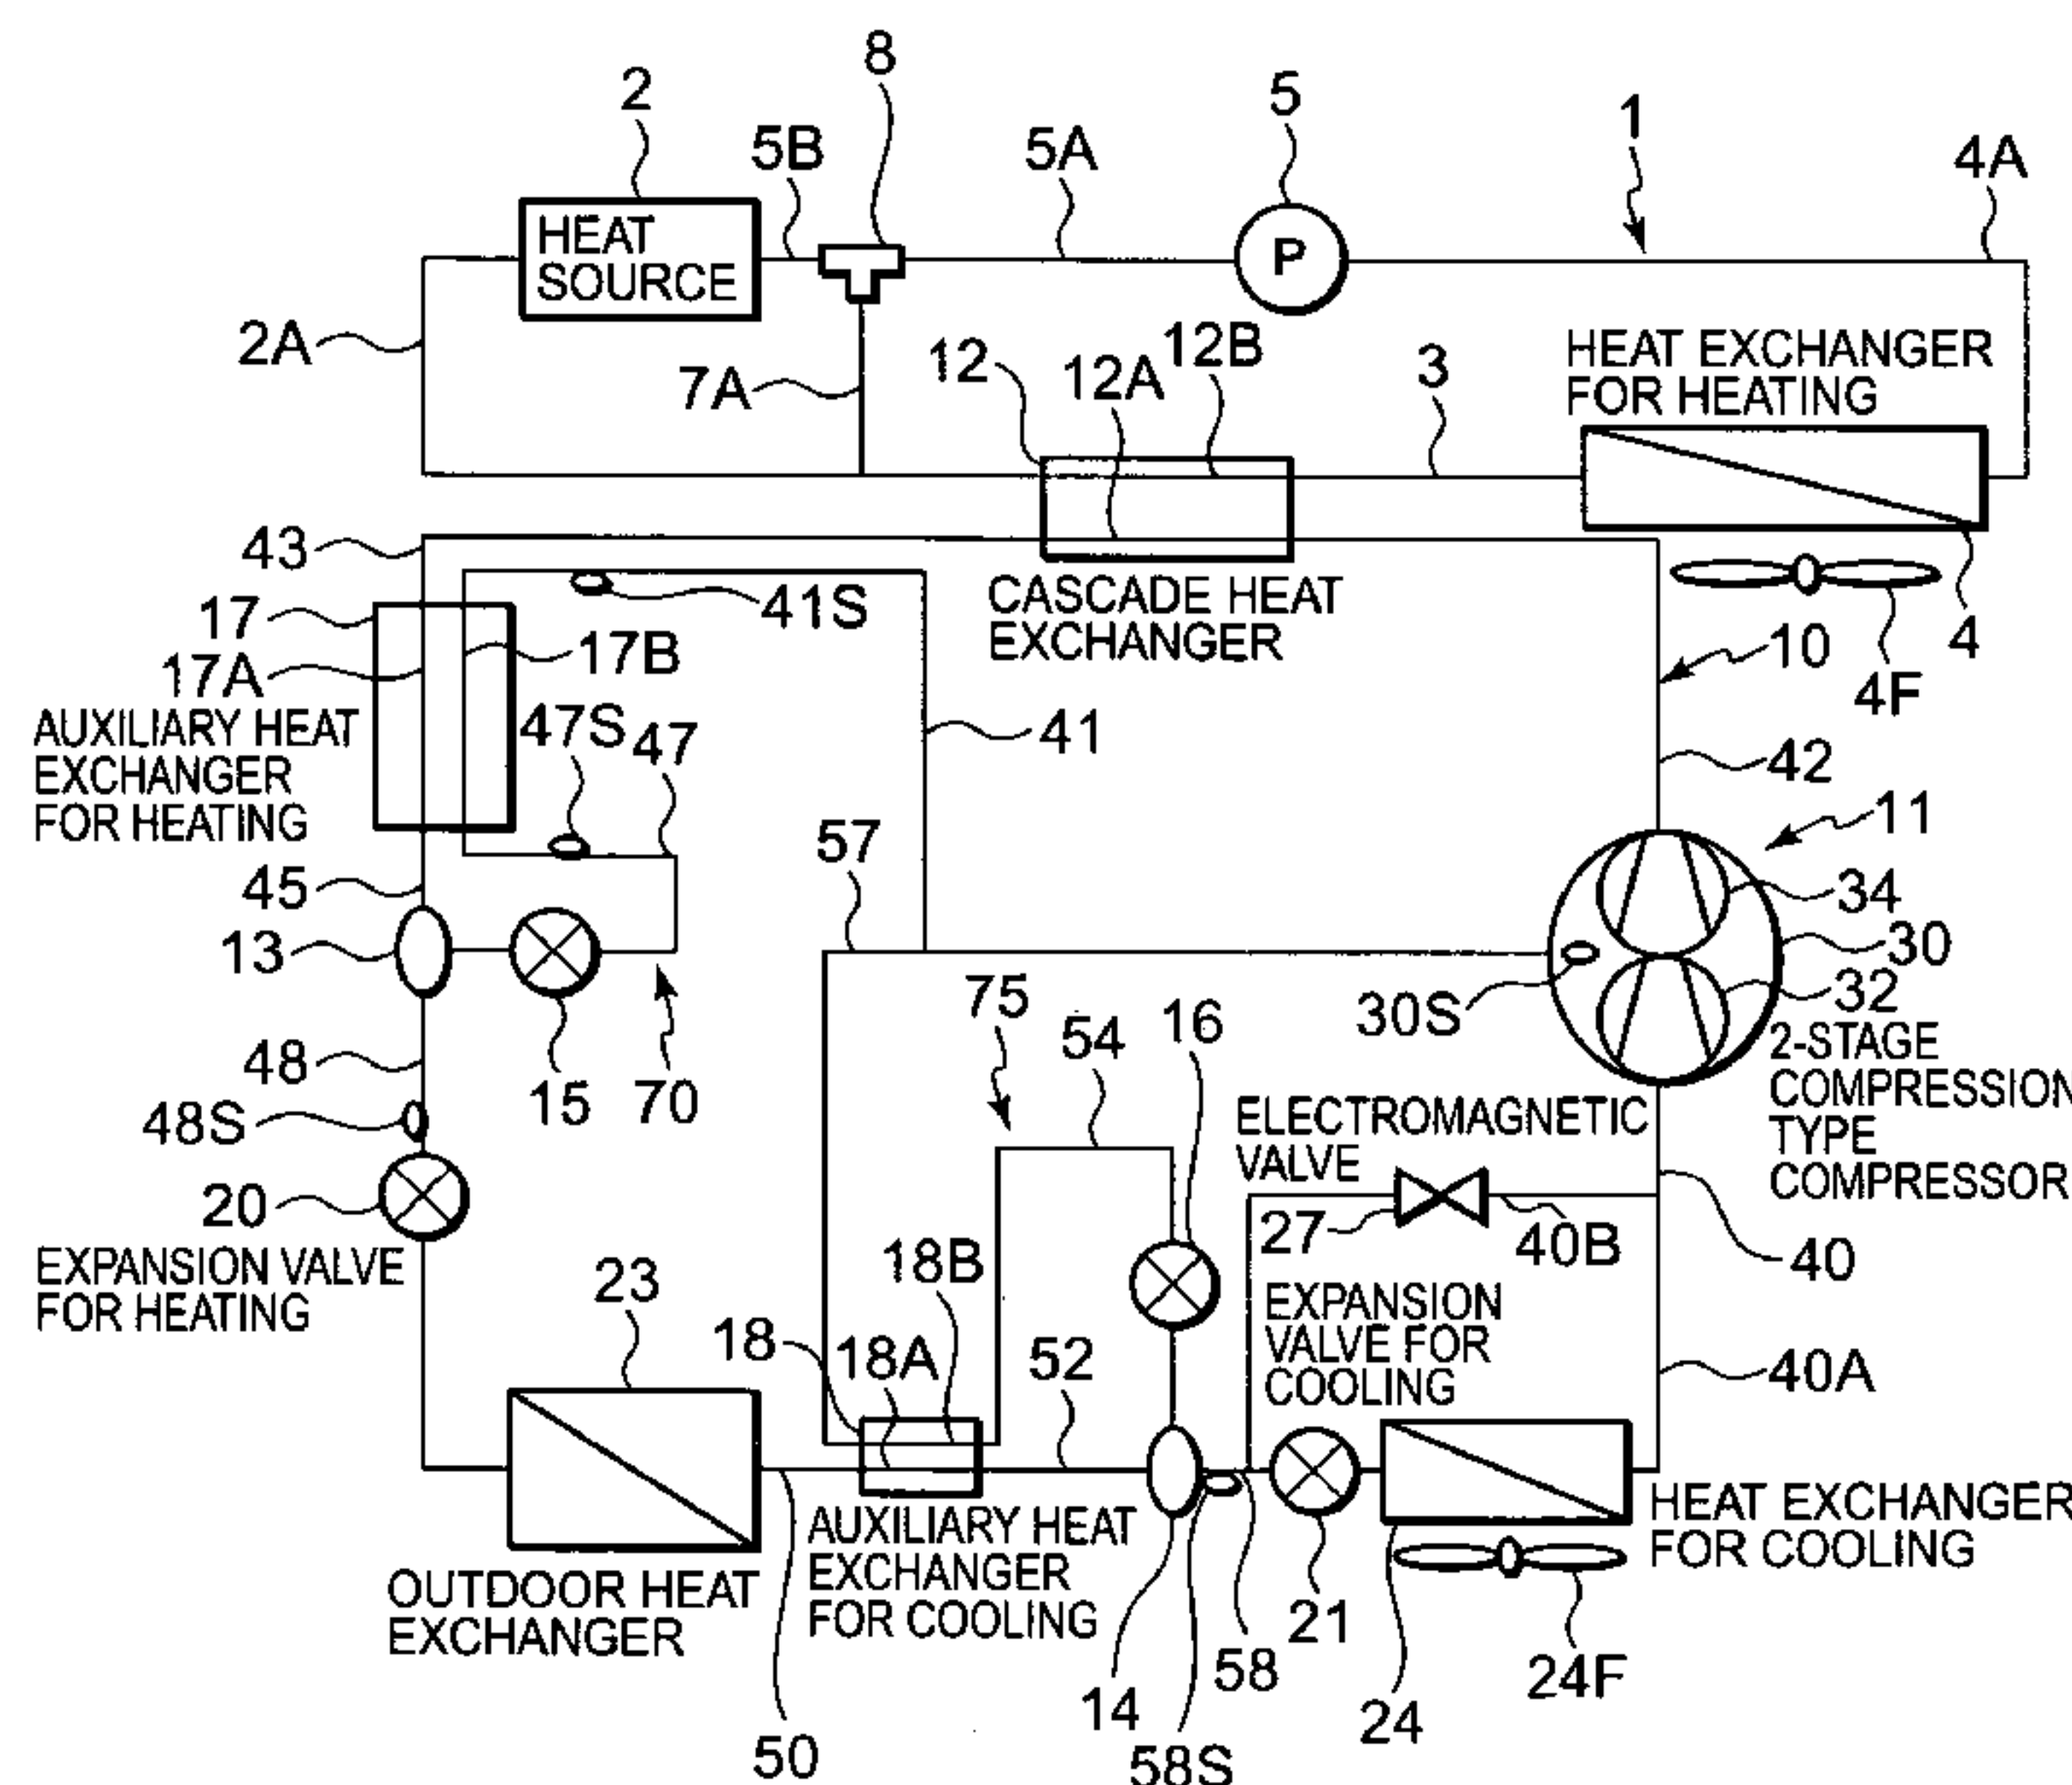 8
2
5
1
5B
5A
4A
HEAT
SOURCE
P
2A
7A
12
12A
12B
3
HEAT EXCHANGER
FOR HEATING
43
41S
CASCADE HEAT
EXCHANGER
17
17A
17B
10
4F
4
AUXILIARY HEAT
EXCHANGER
FOR HEATING
47S
47
41
42
57
11
45
34
13
30
30S
32
75
16
54
2-STAGE
COMPRESSION
TYPE
COMPRESSOR
48
15
70
48S
ELECTROMAGNETIC
VALVE
20
27
40B
40
EXPANSION VALVE
FOR HEATING
23
18B
EXPANSION
VALVE FOR
COOLING
18
18A
52
40A
HEAT EXCHANGER
FOR COOLING
OUTDOOR HEAT
EXCHANGER
AUXILIARY HEAT
EXCHANGER
FOR COOLING
21
58
24F
14
24
50
58S